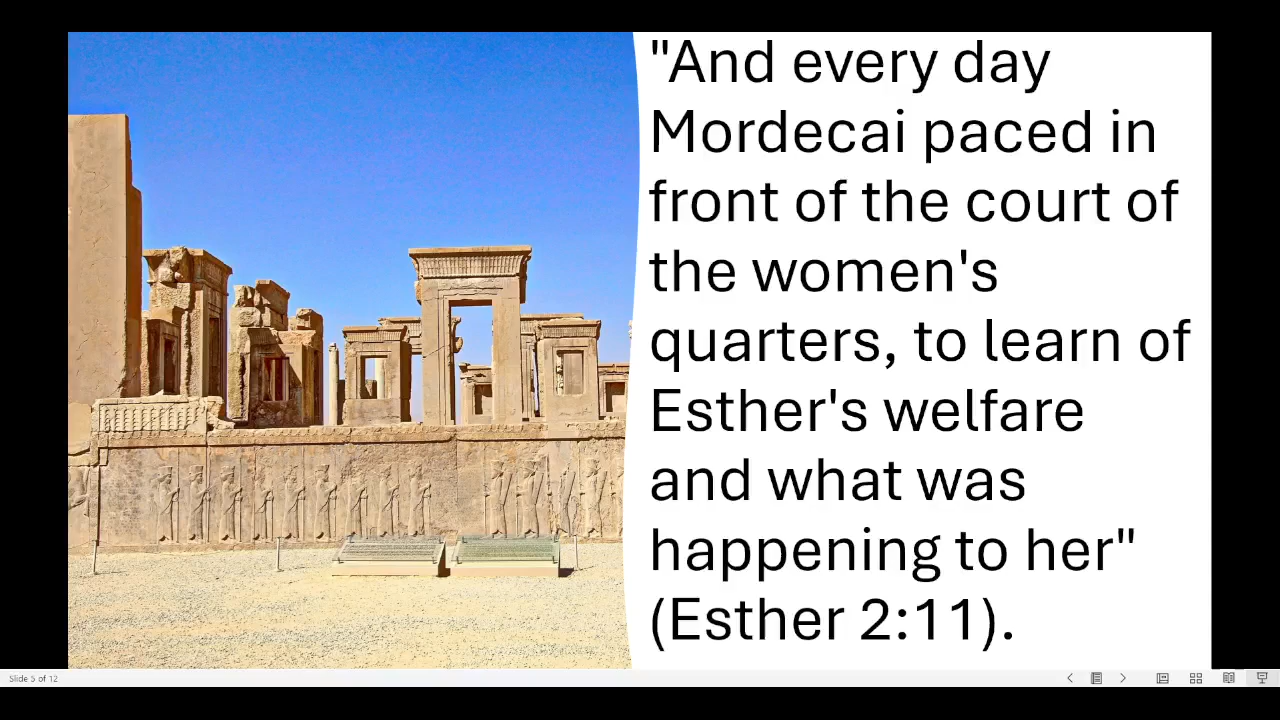 "And every day
Mordecai paced in
front of the court of
the women's
quarters, to learn of
Esther's welfare
and what was
happening to her"
(Esther 2:11).
Slide 5 of 12